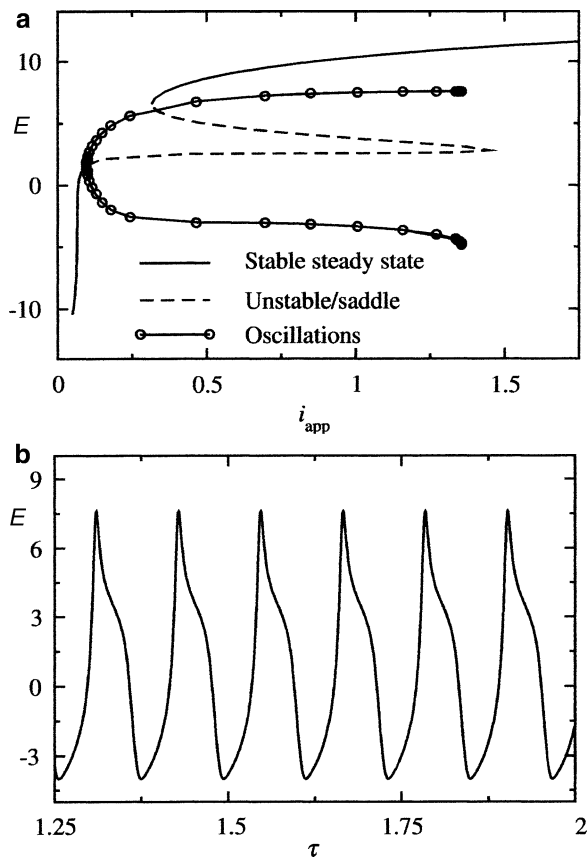 a
10
E
0
-10
Stable steady state
Unstable/saddle
Oscillations
0
0.5
1
1.5
i_app
b
9
E
6
3
0
-3
1.25
1.5
1.75
2
τ